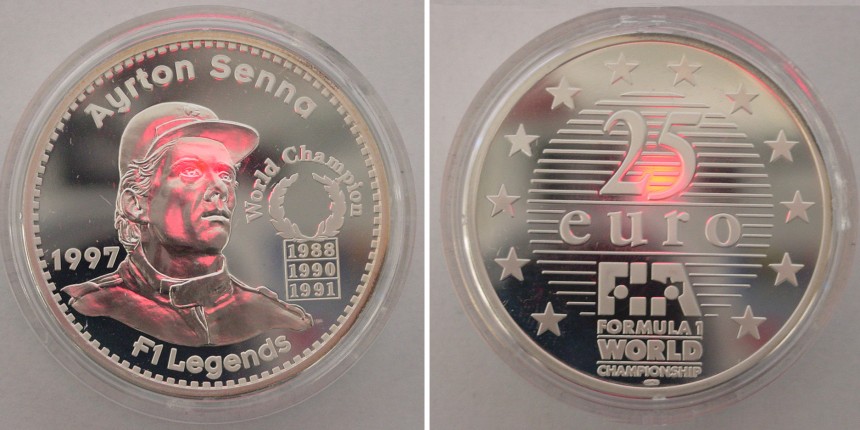 Ayrton Senna
World Champion
1997
1988
1990
1991
F1 Legends
25
euro
FIA
FORMULA 1
WORLD
CHAMPIONSHIP